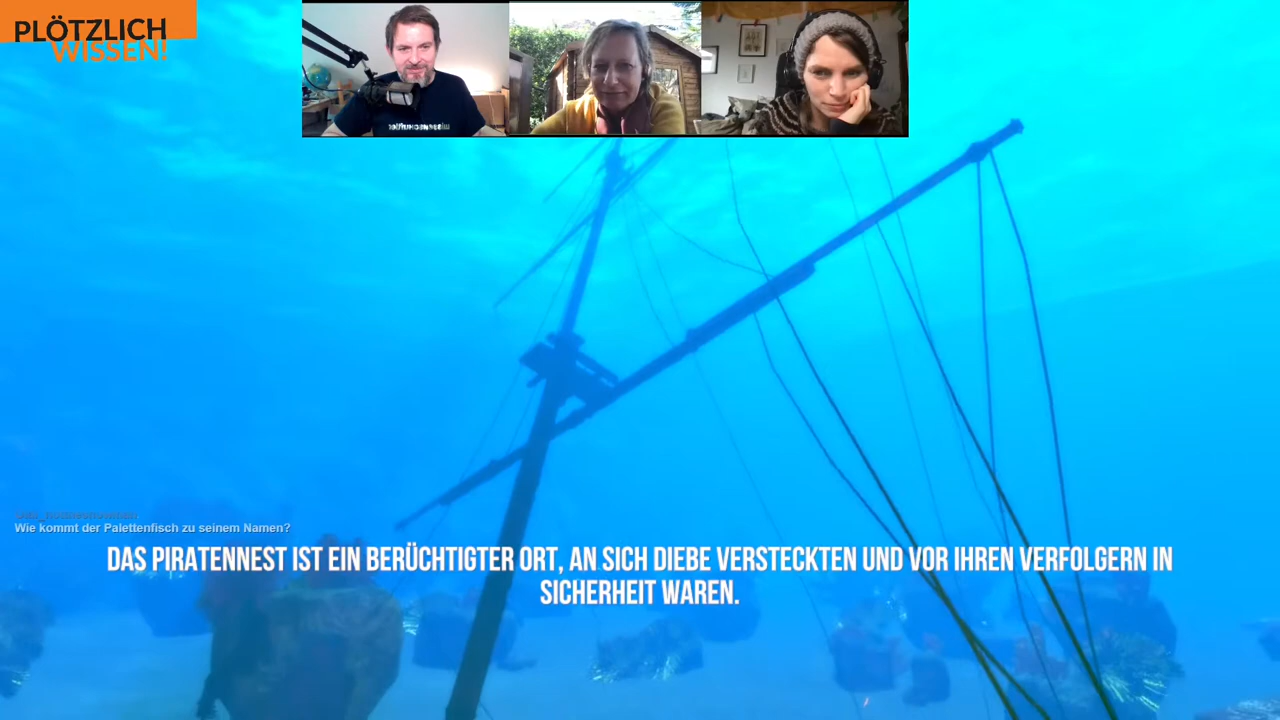 PLÖTZLICH
WISSEN!
Wie kommt der Palettenfisch zu seinem Namen?
DAS PIRATENNEST IST EIN BERÜCHTIGTER ORT, AN SICH DIEBE VERSTECKTEN UND VOR IHREN VERFOLGERN IN
SICHERHEIT WAREN.